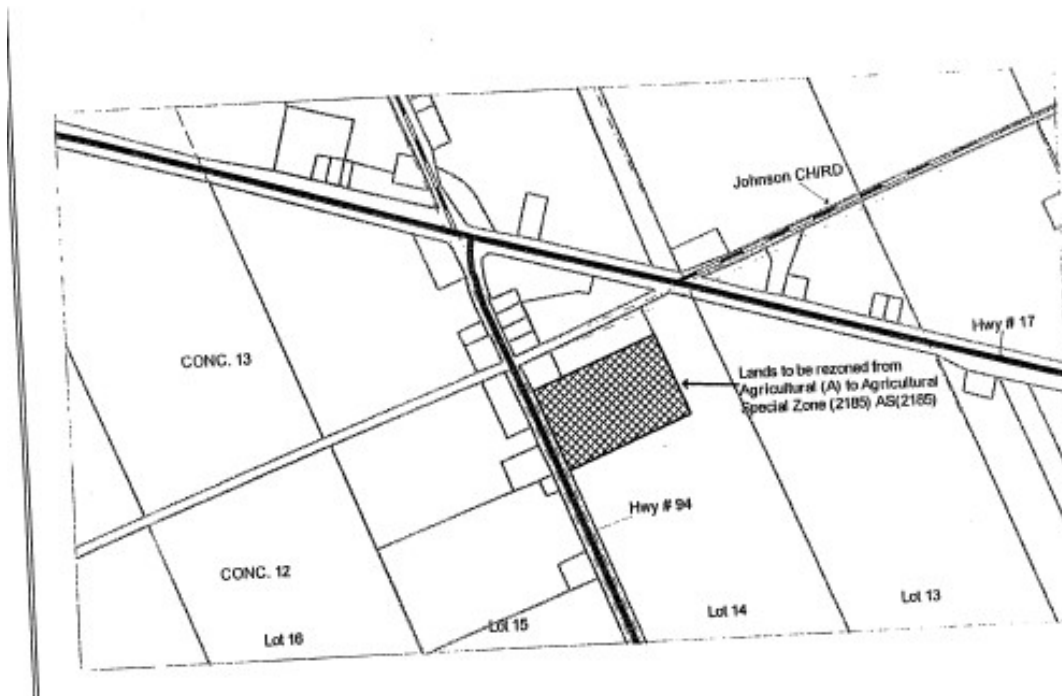 Johnson CH/RD
Hwy # 17
CONC. 13
Lands to be rezoned from
Agricultural (A) to Agricultural
Special Zone (2185) AS(2185)
Hwy # 94
CONC. 12
Lot 16
Lot 15
Lot 14
Lot 13